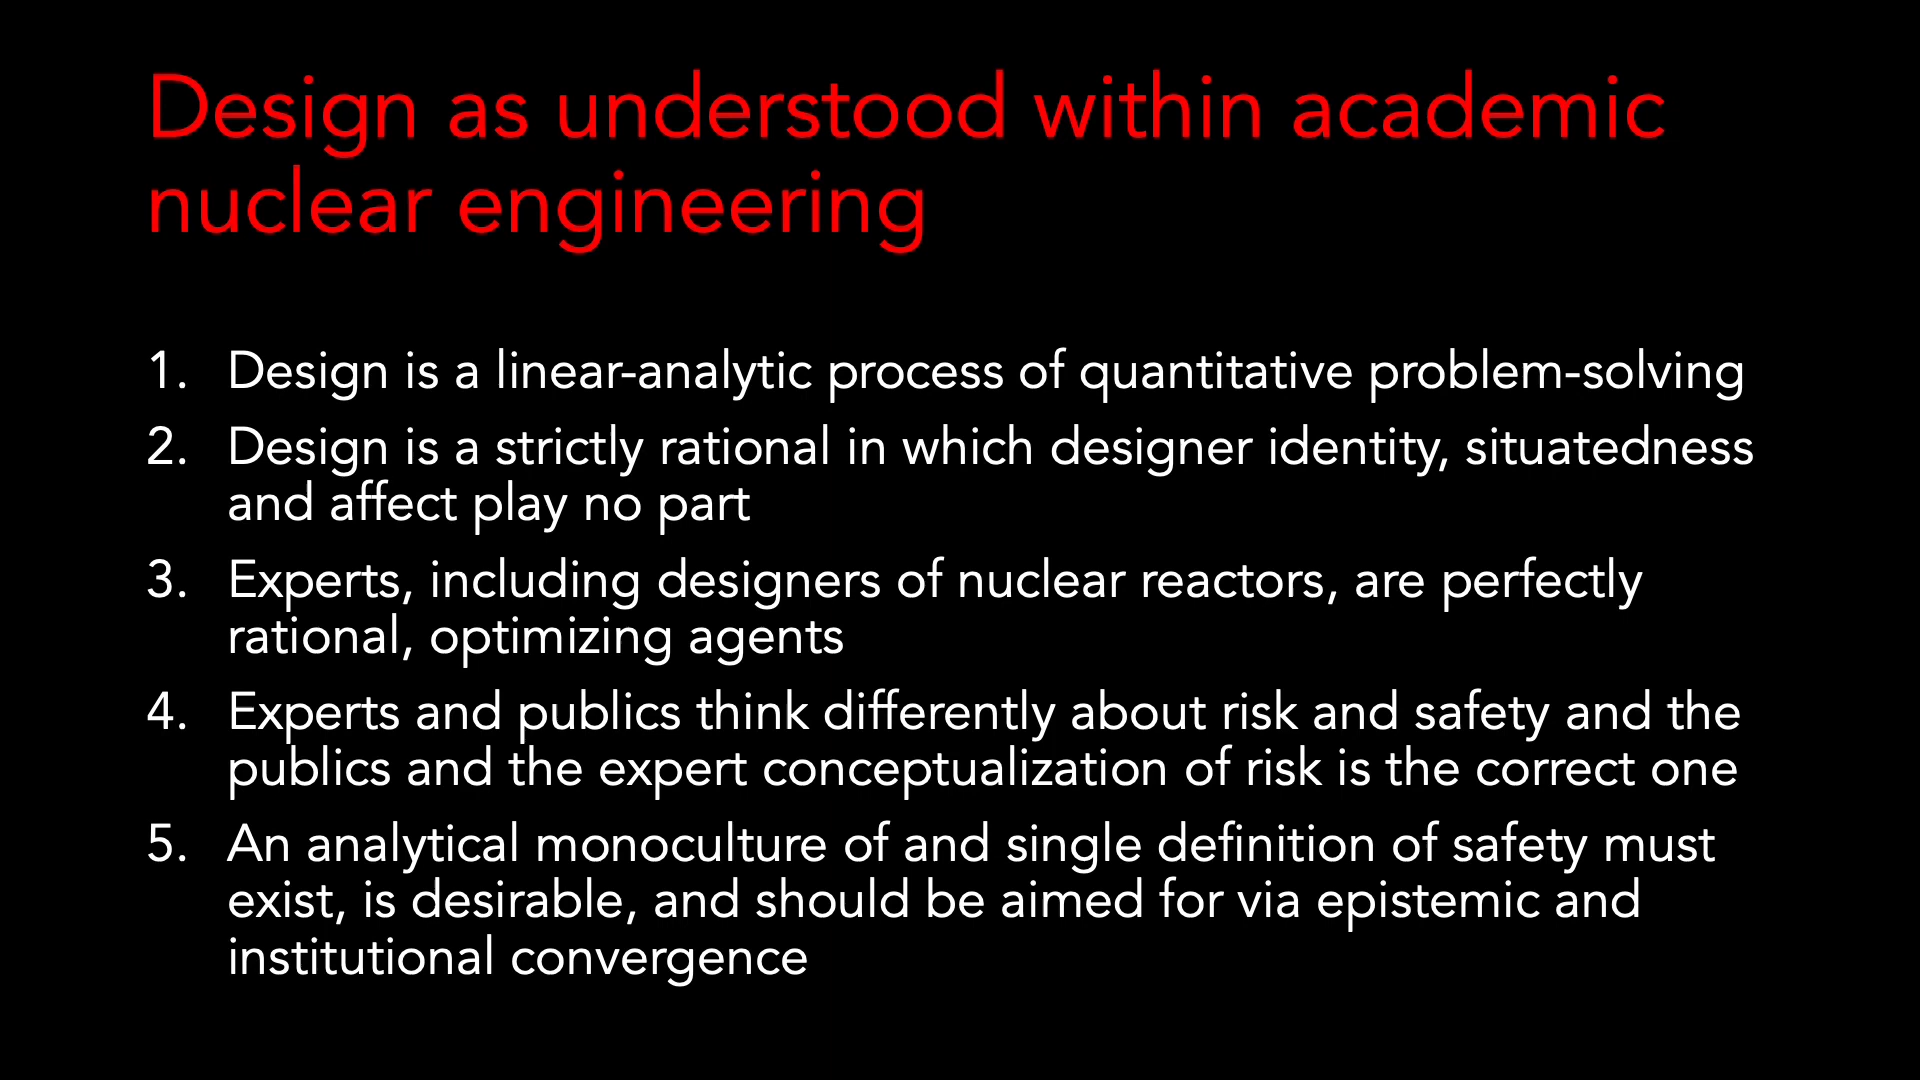 Design as understood within academic
nuclear engineering
1. Design is a linear-analytic process of quantitative problem-solving
2. Design is a strictly rational in which designer identity, situatedness
and affect play no part
3. Experts, including designers of nuclear reactors, are perfectly
rational, optimizing agents
4. Experts and publics think differently about risk and safety and the
publics and the expert conceptualization of risk is the correct one
5. An analytical monoculture of and single definition of safety must
exist, is desirable, and should be aimed for via epistemic and
institutional convergence